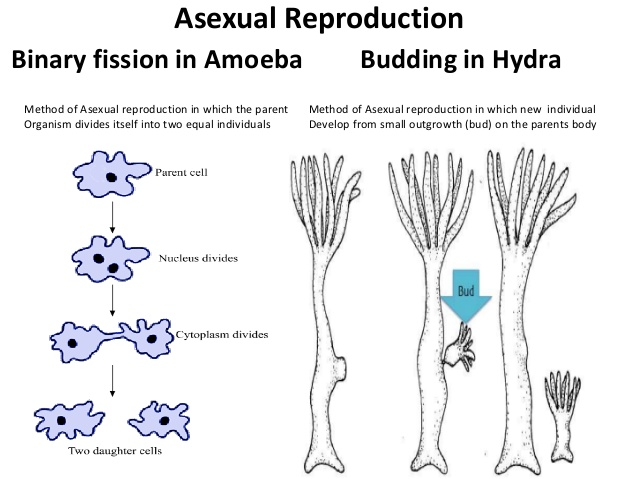 Asexual Reproduction
Binary fission in Amoeba
Budding in Hydra
Method of Asexual reproduction in which the parent
Organism divides itself into two equal individuals
Method of Asexual reproduction in which new individual
Develop from small outgrowth (bud) on the parents body
Parent cell
Nucleus divides
Cytoplasm divides
Two daughter cells
Bud